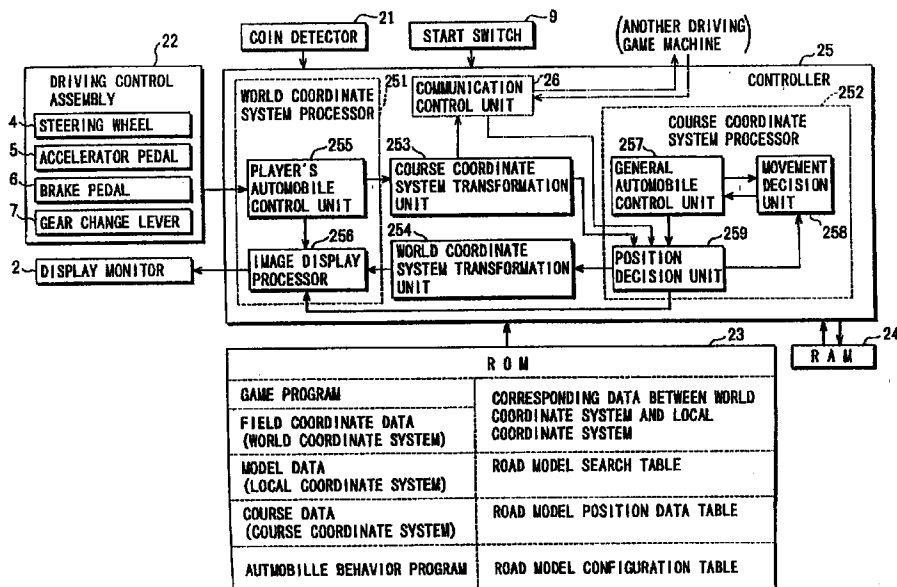 22
DRIVING CONTROL
ASSEMBLY
4
STEERING WHEEL
5
ACCELERATOR PEDAL
6
BRAKE PEDAL
7
GEAR CHANGE LEVER
2
DISPLAY MONITOR
21
COIN DETECTOR
9
START SWITCH
(ANOTHER DRIVING
GAME MACHINE)
25
CONTROLLER
251
WORLD COORDINATE
SYSTEM PROCESSOR
26
COMMUNICATION
CONTROL UNIT
252
COURSE COORDINATE
SYSTEM PROCESSOR
255
PLAYER'S
AUTOMOBILE
CONTROL UNIT
253
COURSE COORDINATE
SYSTEM TRANSFORMATION
UNIT
257
GENERAL
AUTOMOBILE
CONTROL UNIT
MOVEMENT
DECISION
UNIT
258
256
IMAGE DISPLAY
PROCESSOR
254
WORLD COORDINATE
SYSTEM TRANSFORMATION
UNIT
259
POSITION
DECISION UNIT
23
ROM
24
RAM
GAME PROGRAM
FIELD COORDINATE DATA
(WORLD COORDINATE SYSTEM)
MODEL DATA
(LOCAL COORDINATE SYSTEM)
COURSE DATA
(COURSE COORDINATE SYSTEM)
AUTMOBILLE BEHAVIOR PROGRAM
CORRESPONDING DATA BETWEEN WORLD
COORDINATE SYSTEM AND LOCAL
COORDINATE SYSTEM
ROAD MODEL SEARCH TABLE
ROAD MODEL POSITION DATA TABLE
ROAD MODEL CONFIGURATION TABLE